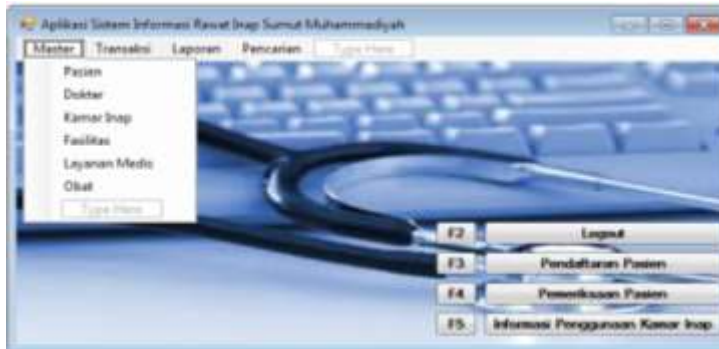 Aplikasi Sistem Informasi Rawat Inap Sumut Muhammadiyah
Master Transaksi Laporan Pencarian Type Here
Pasien
Dokter
Kamar Inap
Fasilitas
Layanan Medis
Obat
Type Here
F2 Logout
F3 Pendaftaran Pasien
F4 Pemeriksaan Pasien
F5 Informasi Penggunaan Kamar Inap